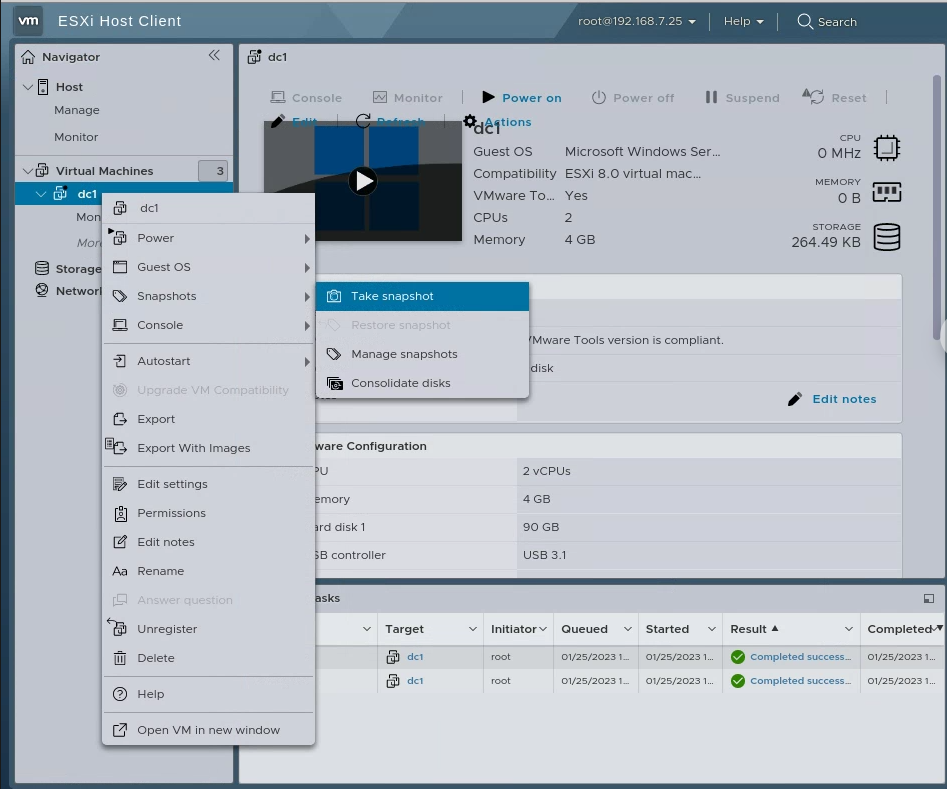 vm ESXi Host Client
root@192.168.7.25 Help Search
Navigator
Host
Manage
Monitor
Virtual Machines 3
dc1
Mon
More
Storage
Networ
dc1
Console Monitor Power on Power off Suspend Reset
Edit Refresh Actions
dc1
Guest OS Microsoft Windows Ser...
Compatibility ESXi 8.0 virtual mac...
VMware To... Yes
CPUs 2
Memory 4 GB
CPU
0 MHz
MEMORY
0 B
STORAGE
264.49 KB
dc1
Power
Guest OS
Snapshots
Console
Autostart
Upgrade VM Compatibility
Export
Export With Images
Edit settings
Permissions
Edit notes
Aa Rename
Answer question
Unregister
Delete
Help
Open VM in new window
Take snapshot
Restore snapshot
Manage snapshots
Consolidate disks
VMware Tools version is compliant.
disk
Edit notes
ware Configuration
PU 2 vCPUs
emory 4 GB
ard disk 1 90 GB
SB controller USB 3.1
asks
Target Initiator Queued Started Result Completed
dc1 root 01/25/2023 1... 01/25/2023 1... Completed success... 01/25/2023 1...
dc1 root 01/25/2023 1... 01/25/2023 1... Completed success... 01/25/2023 1...